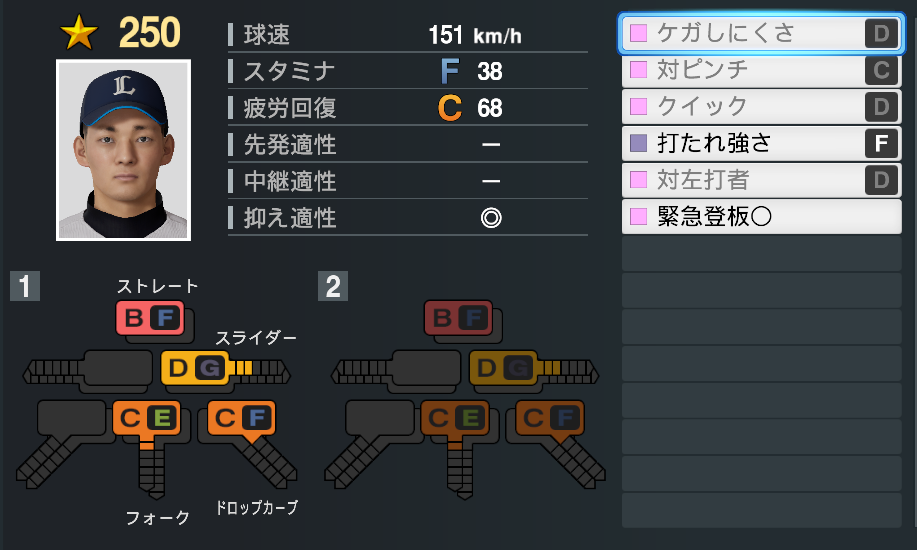 250
L
球速 151 km/h
スタミナ F 38
疲労回復 C 68
先発適性 ー
中継適性 ー
抑え適性 ◎
ケガしにくさ D
対ピンチ C
クイック D
打たれ強さ F
対左打者 D
緊急登板○
1
ストレート
B F
スライダー
D G
C E
C F
フォーク
ドロップカーブ
2
B F
D G
C E
C F